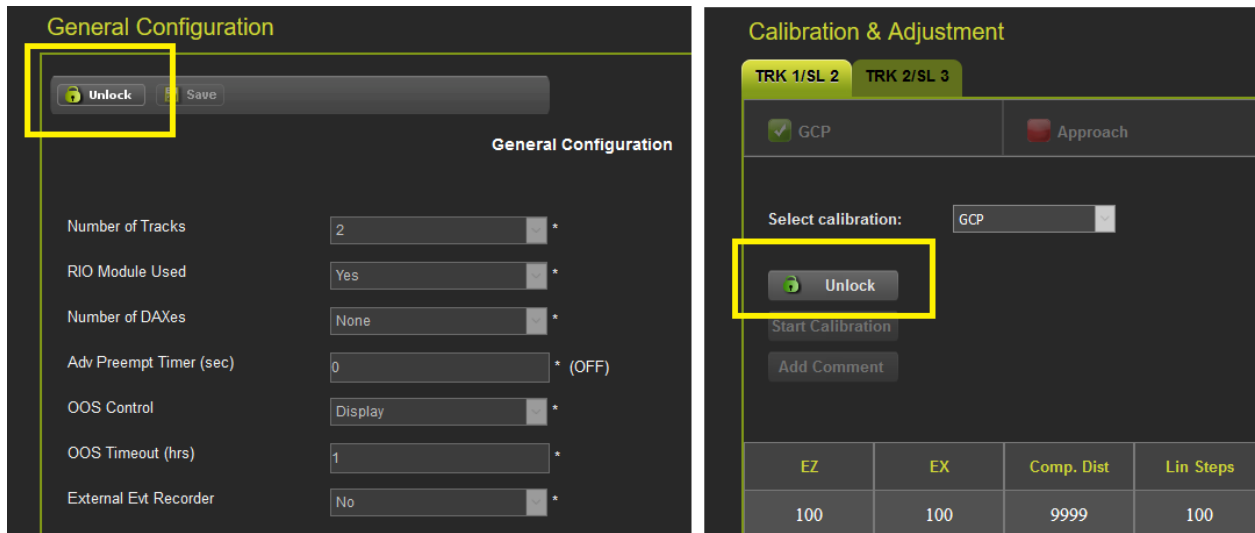 General Configuration
Unlock Save
General Configuration
Number of Tracks 2 *
RIO Module Used Yes *
Number of DAXes None *
Adv Preempt Timer (sec) 0 * (OFF)
OOS Control Display *
OOS Timeout (hrs) 1 *
External Evt Recorder No *
Calibration & Adjustment
TRK 1/SL 2 TRK 2/SL 3
GCP Approach
Select calibration: GCP
Unlock
Start Calibration
Add Comment
EZ EX Comp. Dist Lin Steps
100 100 9999 100